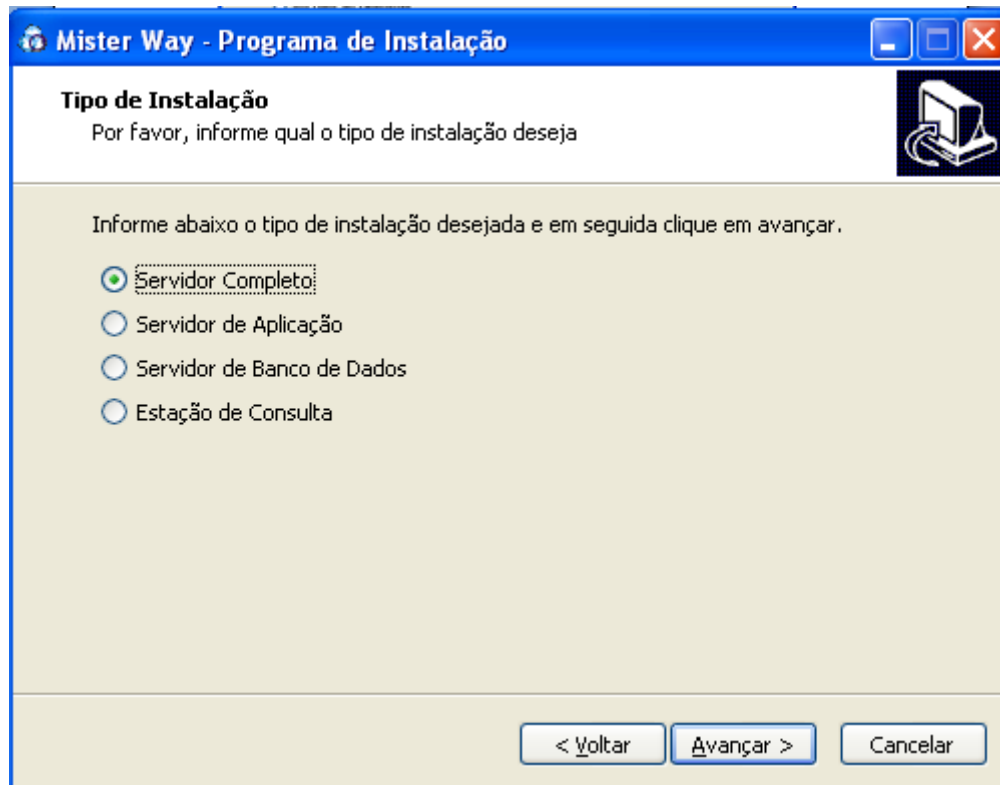 Mister Way - Programa de Instalação
Tipo de Instalação
Por favor, informe qual o tipo de instalação deseja
Informe abaixo o tipo de instalação desejada e em seguida clique em avançar.
Servidor Completo
Servidor de Aplicação
Servidor de Banco de Dados
Estação de Consulta
< Voltar Avançar > Cancelar